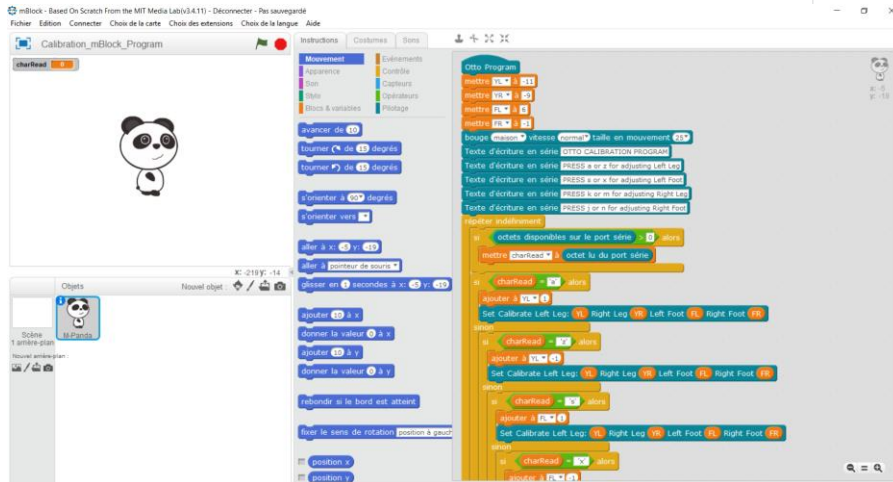 mBlock - Based On Scratch From the MIT Media Lab(v3.4.11) - Déconnecter - Pas sauvegardé
Fichier Edition Connecter Choix de la carte Choix des extensions Choix de la langue Aide
Calibration_mBlock_Program
charRead 0
X: -219 Y: -14
Objets Nouvel objet :
Scène
1 arrière-plan
M-Panda
Nouvel arrière-plan :
Instructions Costumes Sons
Mouvement Evènements
Apparence Contrôle
Son Capteurs
Stylo Opérateurs
Blocs & variables Pilotage
avancer de 10
tourner de 15 degrés
tourner de 15 degrés
s'orienter à 90 degrés
s'orienter vers
aller à x: -5 y: -19
aller à pointeur de souris
glisser en 1 secondes à x: -5 y: -19
ajouter 10 à x
donner la valeur 0 à x
ajouter 10 à y
donner la valeur 0 à y
rebondir si le bord est atteint
fixer le sens de rotation position à gauch
position x
position y
x: -5
y: -19
Otto Program
mettre YL à -11
mettre YR à -9
mettre FL à 6
mettre FR à -1
bouge maison vitesse normal taille en mouvement 25
Texte d'écriture en série OTTO CALIBRATION PROGRAM
Texte d'écriture en série PRESS a or z for adjusting Left Leg
Texte d'écriture en série PRESS s or x for adjusting Left Foot
Texte d'écriture en série PRESS k or m for adjusting Right Leg
Texte d'écriture en série PRESS j or n for adjusting Right Foot
répéter indéfiniment
si octets disponibles sur le port série > 0 alors
mettre charRead à octet lu du port série
si charRead = 'a' alors
ajouter à YL 1
Set Calibrate Left Leg: YL Right Leg YR Left Foot FL Right Foot FR
sinon
si charRead = 'z' alors
ajouter à YL -1
Set Calibrate Left Leg: YL Right Leg YR Left Foot FL Right Foot FR
sinon
si charRead = 's' alors
ajouter à FL 1
Set Calibrate Left Leg: YL Right Leg YR Left Foot FL Right Foot FR
sinon
si charRead = 'x' alors
ajouter à FL -1